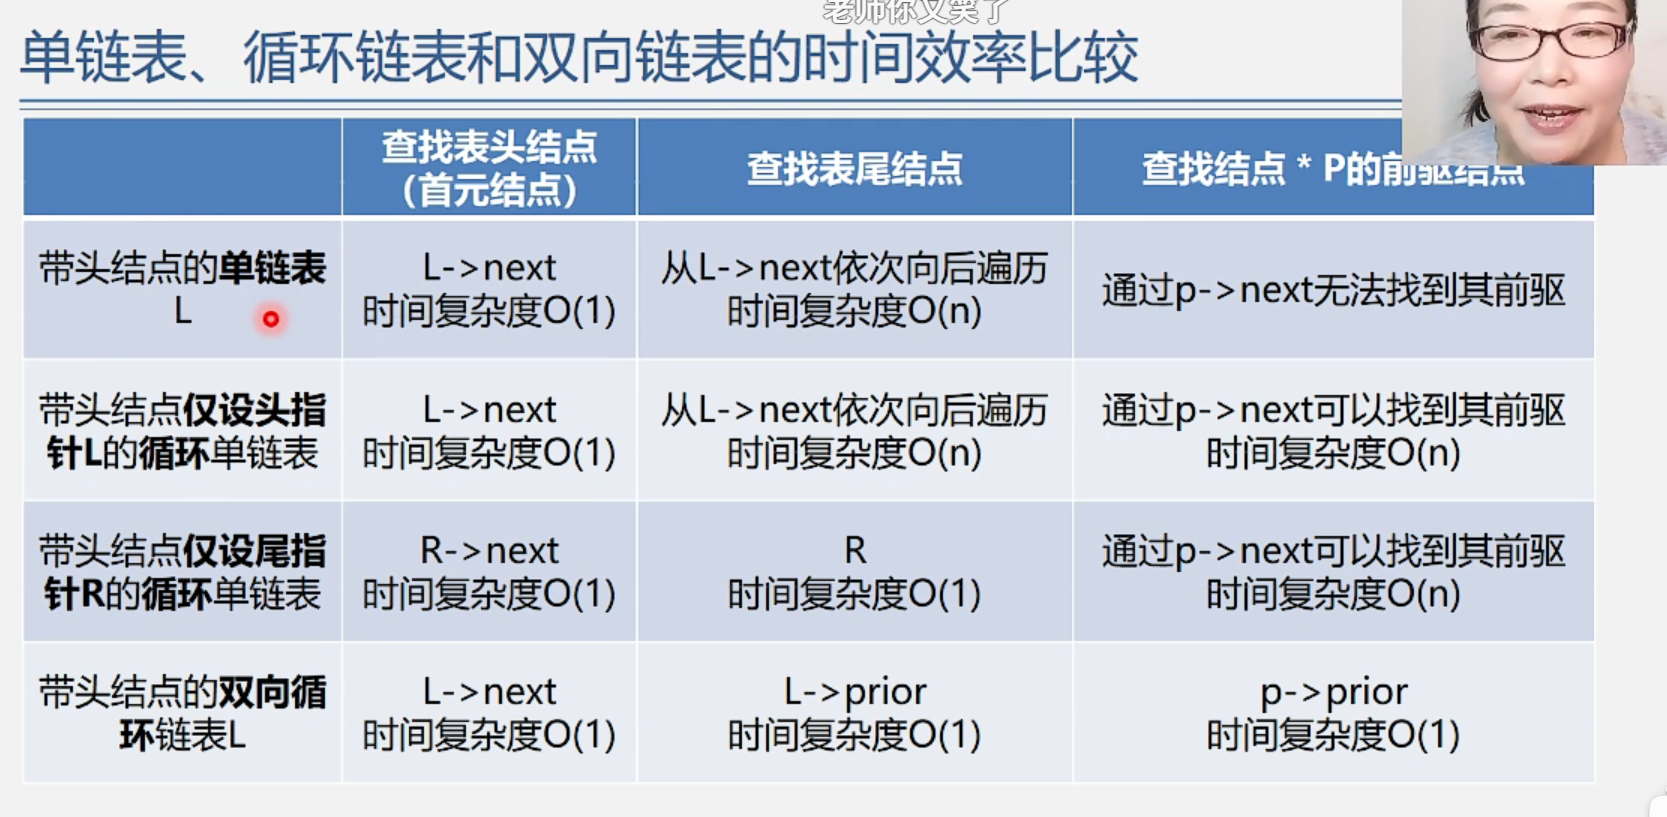 老师你又笑了
单链表、循环链表和双向链表的时间效率比较
查找表头结点
（首元结点）
查找表尾结点
查找结点 * P的前驱结点
带头结点的单链表
L
L->next
时间复杂度O(1)
从L->next依次向后遍历
时间复杂度O(n)
通过p->next无法找到其前驱
带头结点仅设头指
针L的循环单链表
L->next
时间复杂度O(1)
从L->next依次向后遍历
时间复杂度O(n)
通过p->next可以找到其前驱
时间复杂度O(n)
带头结点仅设尾指
针R的循环单链表
R->next
时间复杂度O(1)
R
时间复杂度O(1)
通过p->next可以找到其前驱
时间复杂度O(n)
带头结点的双向循
环链表L
L->next
时间复杂度O(1)
L->prior
时间复杂度O(1)
p->prior
时间复杂度O(1)